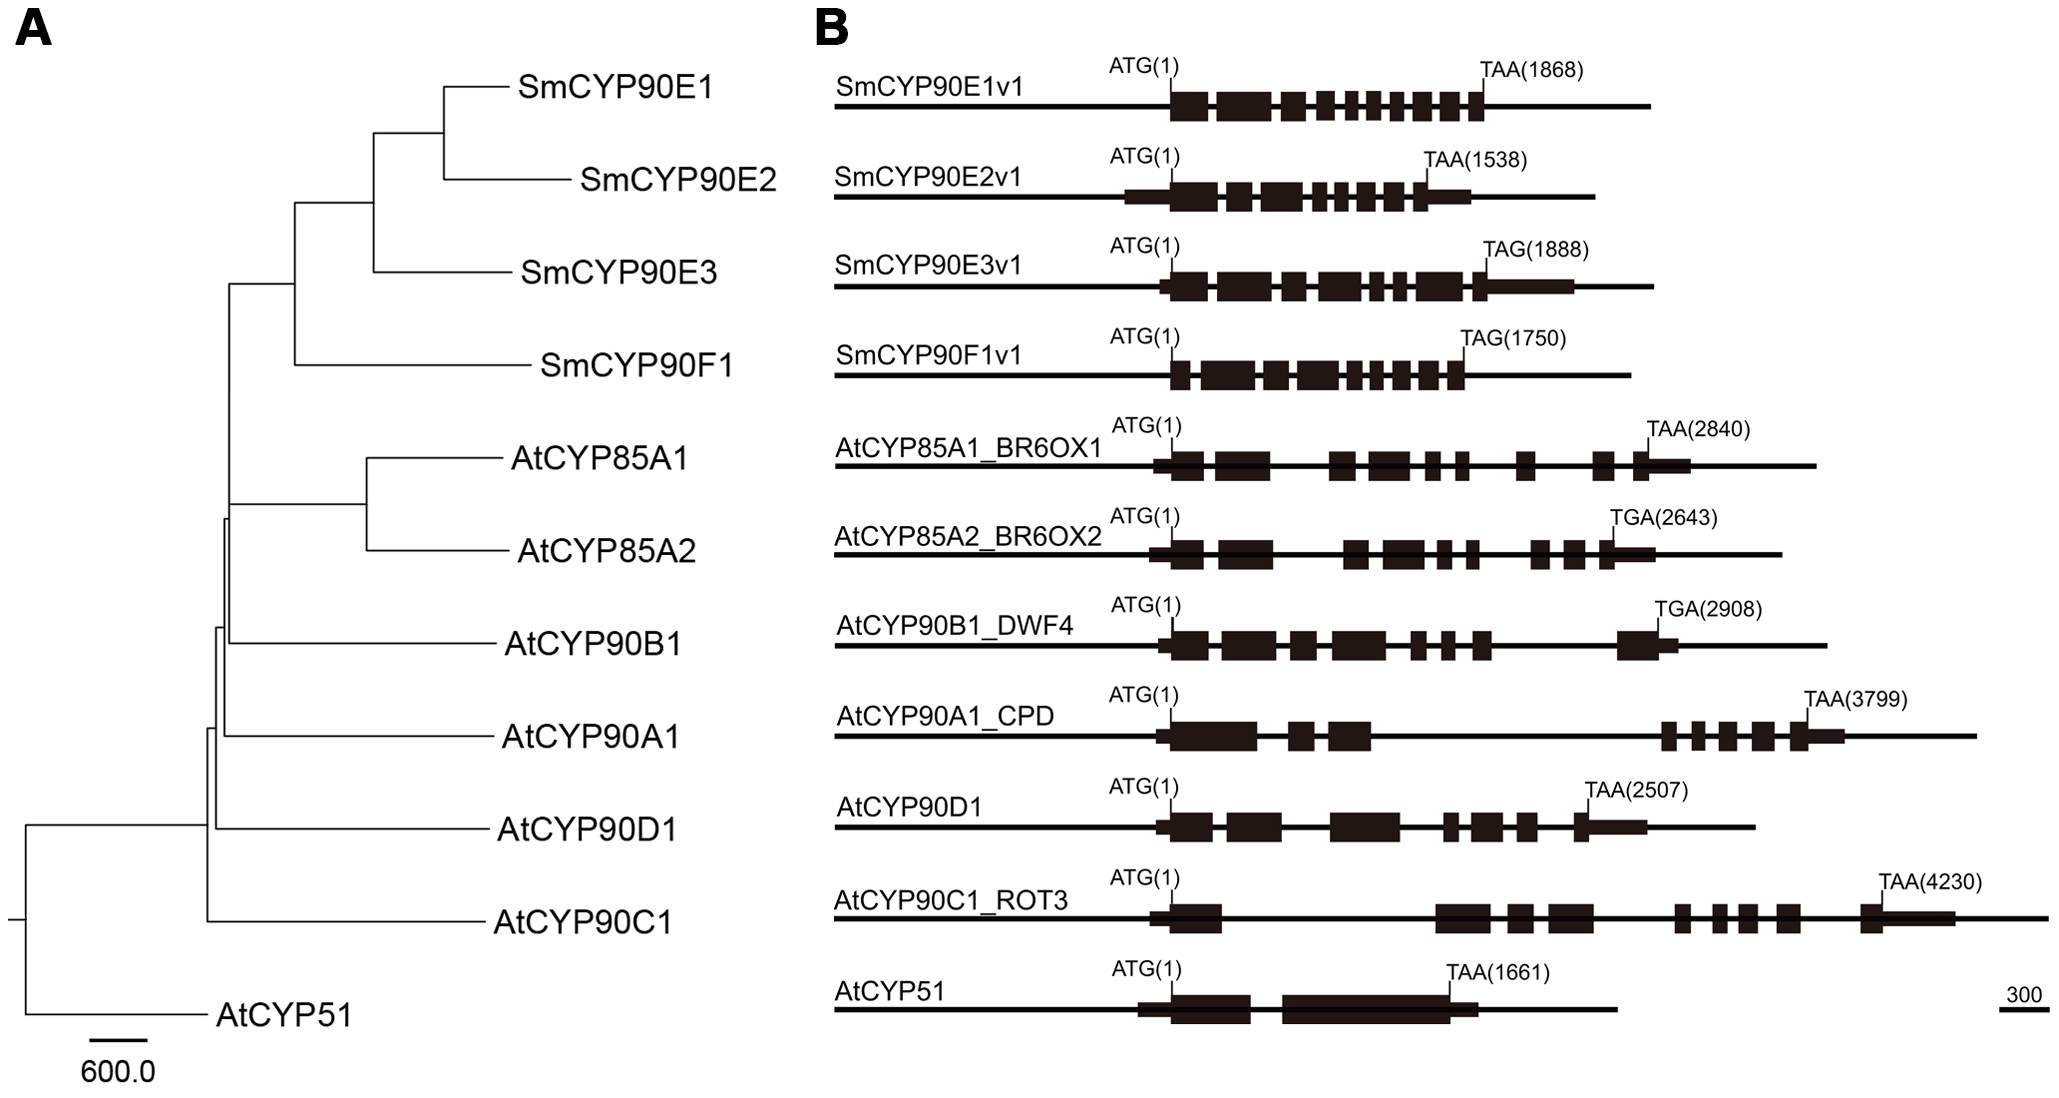 A
SmCYP90E1
SmCYP90E2
SmCYP90E3
SmCYP90F1
AtCYP85A1
AtCYP85A2
AtCYP90B1
AtCYP90A1
AtCYP90D1
AtCYP90C1
AtCYP51
600.0
B
SmCYP90E1v1 ATG(1) TAA(1868)
SmCYP90E2v1 ATG(1) TAA(1538)
SmCYP90E3v1 ATG(1) TAG(1888)
SmCYP90F1v1 ATG(1) TAG(1750)
AtCYP85A1_BR6OX1 ATG(1) TAA(2840)
AtCYP85A2_BR6OX2 ATG(1) TGA(2643)
AtCYP90B1_DWF4 ATG(1) TGA(2908)
AtCYP90A1_CPD ATG(1) TAA(3799)
AtCYP90D1 ATG(1) TAA(2507)
AtCYP90C1_ROT3 ATG(1) TAA(4230)
AtCYP51 ATG(1) TAA(1661)
300